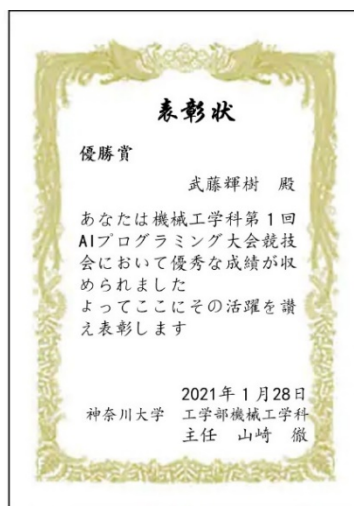 表彰状
優勝賞
武藤輝樹 殿
あなたは機械工学科第1回
AIプログラミング大会競技
会において優秀な成績が収
められました
よってここにその活躍を讃
え表彰します
2021年1月28日
神奈川大学 工学部機械工学科
主任 山崎 徹